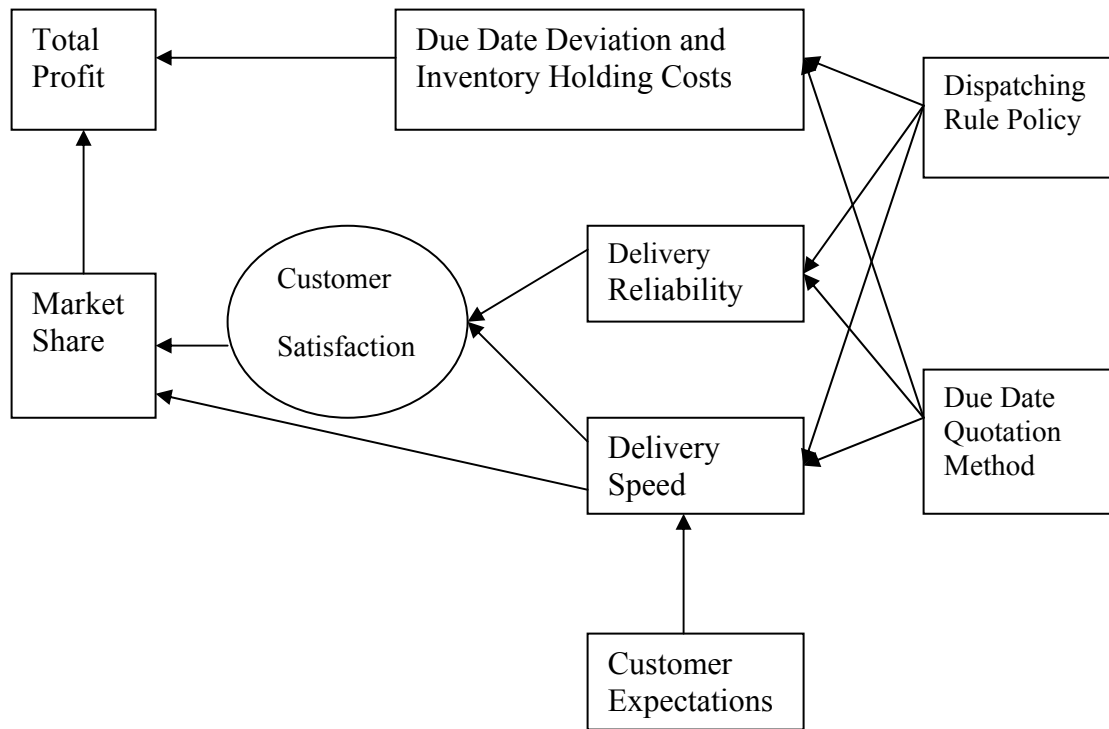 Total
Profit
Due Date Deviation and
Inventory Holding Costs
Dispatching
Rule Policy
Market
Share
Customer
Satisfaction
Delivery
Reliability
Delivery
Speed
Due Date
Quotation
Method
Customer
Expectations